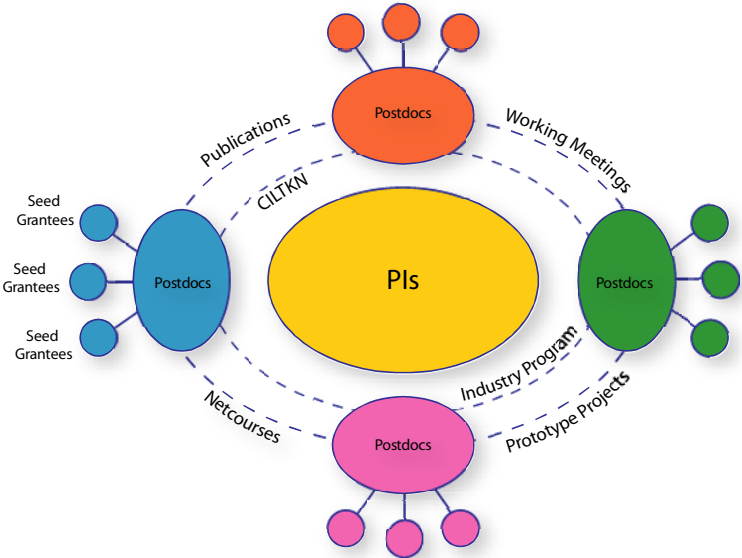 Postdocs
Publications
Working Meetings
CILTKN
Seed
Grantees
Seed
Grantees
Seed
Grantees
Postdocs
PIs
Postdocs
Industry Program
Netcourses
Prototype Projects
Postdocs